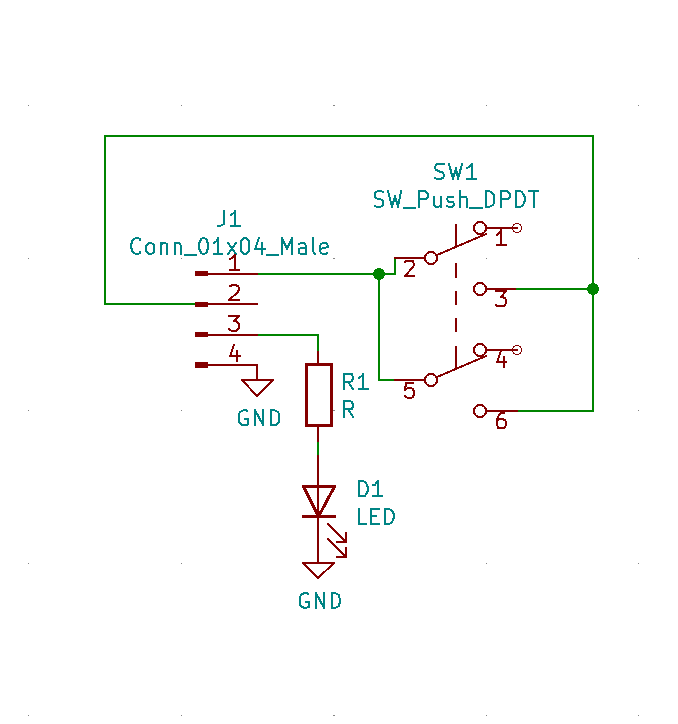 SW1
SW_Push_DPDT
J1
Conn_01x04_Male
1
2
3
4
1
2
3
4
5
6
R1
R
GND
D1
LED
GND